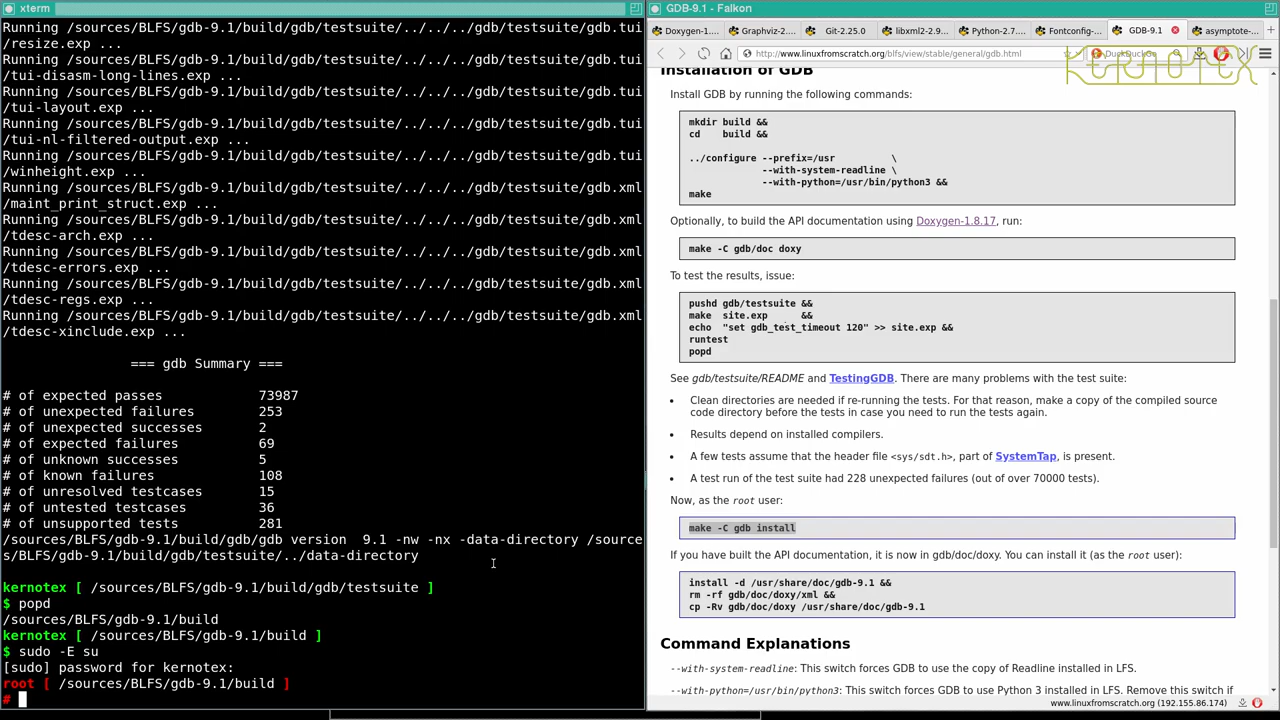 xterm
Running /sources/BLFS/gdb-9.1/build/gdb/testsuite/../../../gdb/testsuite/gdb.tui
/resize.exp ...
Running /sources/BLFS/gdb-9.1/build/gdb/testsuite/../../../gdb/testsuite/gdb.tui
/tui-disasm-long-lines.exp ...
Running /sources/BLFS/gdb-9.1/build/gdb/testsuite/../../../gdb/testsuite/gdb.tui
/tui-layout.exp ...
Running /sources/BLFS/gdb-9.1/build/gdb/testsuite/../../../gdb/testsuite/gdb.tui
/tui-nl-filtered-output.exp ...
Running /sources/BLFS/gdb-9.1/build/gdb/testsuite/../../../gdb/testsuite/gdb.tui
/winheight.exp ...
Running /sources/BLFS/gdb-9.1/build/gdb/testsuite/../../../gdb/testsuite/gdb.xml
/maint_print_struct.exp ...
Running /sources/BLFS/gdb-9.1/build/gdb/testsuite/../../../gdb/testsuite/gdb.xml
/tdesc-arch.exp ...
Running /sources/BLFS/gdb-9.1/build/gdb/testsuite/../../../gdb/testsuite/gdb.xml
/tdesc-errors.exp ...
Running /sources/BLFS/gdb-9.1/build/gdb/testsuite/../../../gdb/testsuite/gdb.xml
/tdesc-regs.exp ...
Running /sources/BLFS/gdb-9.1/build/gdb/testsuite/../../../gdb/testsuite/gdb.xml
/tdesc-xinclude.exp ...
=== gdb Summary ===
# of expected passes 73987
# of unexpected failures 253
# of unexpected successes 2
# of expected failures 69
# of unknown successes 5
# of known failures 108
# of unresolved testcases 15
# of untested testcases 36
# of unsupported tests 281
/sources/BLFS/gdb-9.1/build/gdb/gdb version  9.1 -nw -nx -data-directory /source
s/BLFS/gdb-9.1/build/gdb/testsuite/../data-directory
kernotex [ /sources/BLFS/gdb-9.1/build/gdb/testsuite ]
$ popd
/sources/BLFS/gdb-9.1/build
kernotex [ /sources/BLFS/gdb-9.1/build ]
$ sudo -E su
[sudo] password for kernotex:
root [ /sources/BLFS/gdb-9.1/build ]
#
GDB-9.1 - Falkon
Doxygen-1.... Graphviz-2.... Git-2.25.0 libxml2-2.9... Python-2.7.... Fontconfig-... GDB-9.1 asymptote-...
http://www.linuxfromscratch.org/blfs/view/stable/general/gdb.html DuckDuckGo
KERNOTEX
Installation of GDB
Install GDB by running the following commands:
mkdir build &&
cd    build &&
../configure --prefix=/usr          \
--with-system-readline \
--with-python=/usr/bin/python3 &&
make
Optionally, to build the API documentation using Doxygen-1.8.17, run:
make -C gdb/doc doxy
To test the results, issue:
pushd gdb/testsuite &&
make  site.exp      &&
echo  "set gdb_test_timeout 120" >> site.exp &&
runtest
popd
See gdb/testsuite/README and TestingGDB. There are many problems with the test suite:
• Clean directories are needed if re-running the tests. For that reason, make a copy of the compiled source
code directory before the tests in case you need to run the tests again.
• Results depend on installed compilers.
• A few tests assume that the header file <sys/sdt.h>, part of SystemTap, is present.
• A test run of the test suite had 228 unexpected failures (out of over 70000 tests).
Now, as the root user:
make -C gdb install
If you have built the API documentation, it is now in gdb/doc/doxy. You can install it (as the root user):
install -d /usr/share/doc/gdb-9.1 &&
rm -rf gdb/doc/doxy/xml &&
cp -Rv gdb/doc/doxy /usr/share/doc/gdb-9.1
Command Explanations
--with-system-readline: This switch forces GDB to use the copy of Readline installed in LFS.
--with-python=/usr/bin/python3: This switch forces GDB to use Python 3 installed in LFS. Remove this switch if
www.linuxfromscratch.org (192.155.86.174)